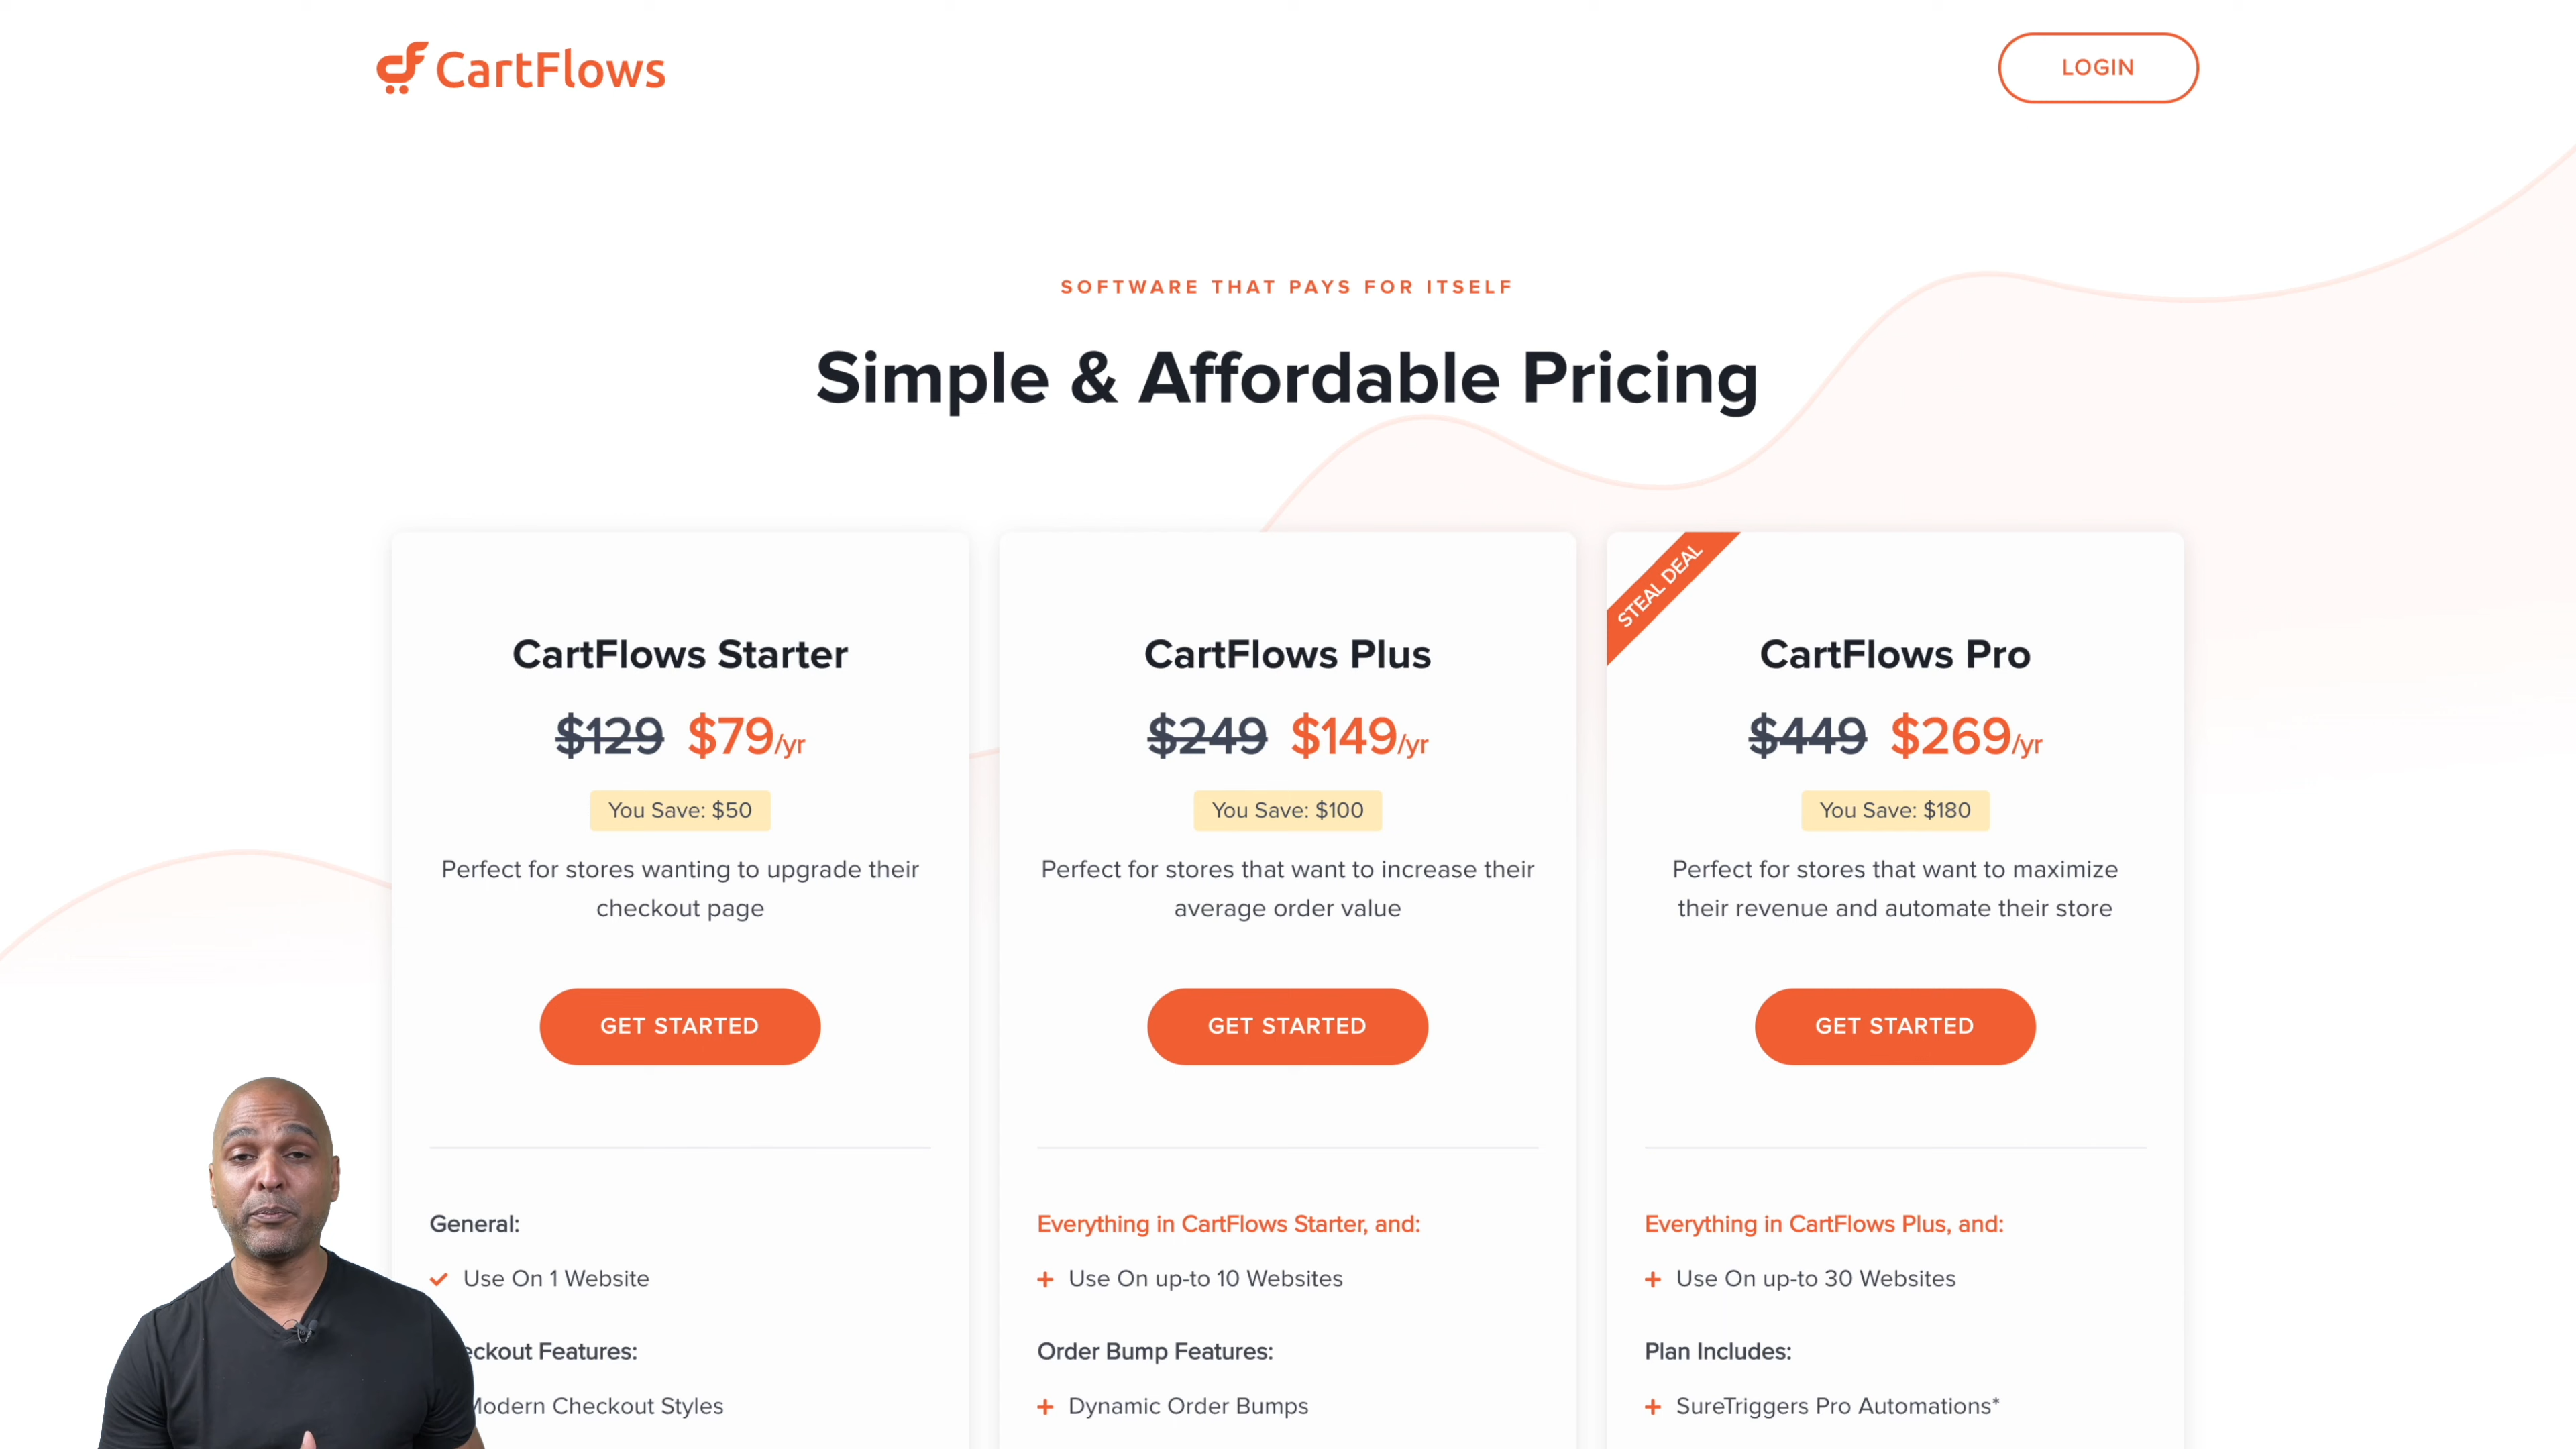 CartFlows
LOGIN
SOFTWARE THAT PAYS FOR ITSELF
Simple & Affordable Pricing
CartFlows Starter
$129 $79/yr
You Save: $50
Perfect for stores wanting to upgrade their
checkout page
GET STARTED
General:
Use On 1 Website
eckout Features:
Modern Checkout Styles
CartFlows Plus
$249 $149/yr
You Save: $100
Perfect for stores that want to increase their
average order value
GET STARTED
Everything in CartFlows Starter, and:
+ Use On up-to 10 Websites
Order Bump Features:
+ Dynamic Order Bumps
STEAL DEAL
CartFlows Pro
$449 $269/yr
You Save: $180
Perfect for stores that want to maximize
their revenue and automate their store
GET STARTED
Everything in CartFlows Plus, and:
+ Use On up-to 30 Websites
Plan Includes:
+ SureTriggers Pro Automations*